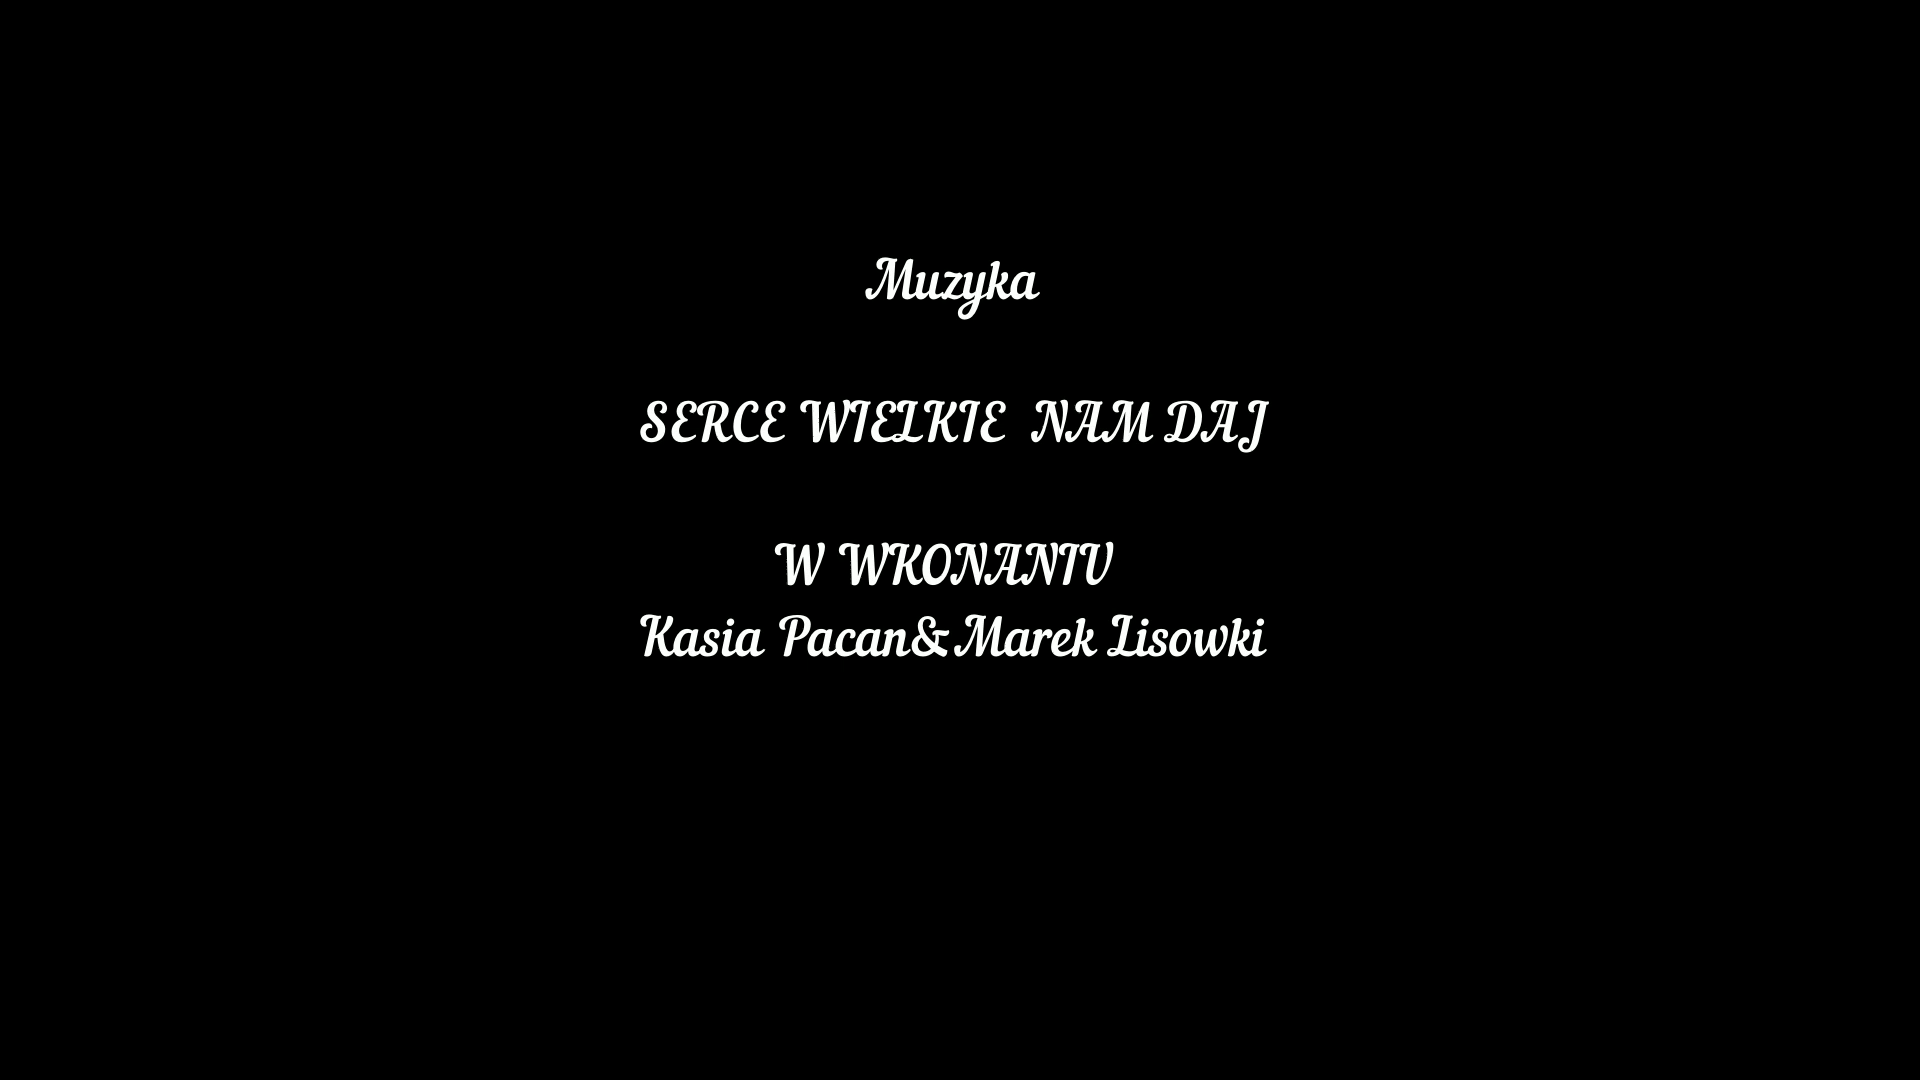 Muzyka
SERCE WIELKIE  NAM DAJ
W WKONANIU
Kasia Pacan&Marek Lisowki